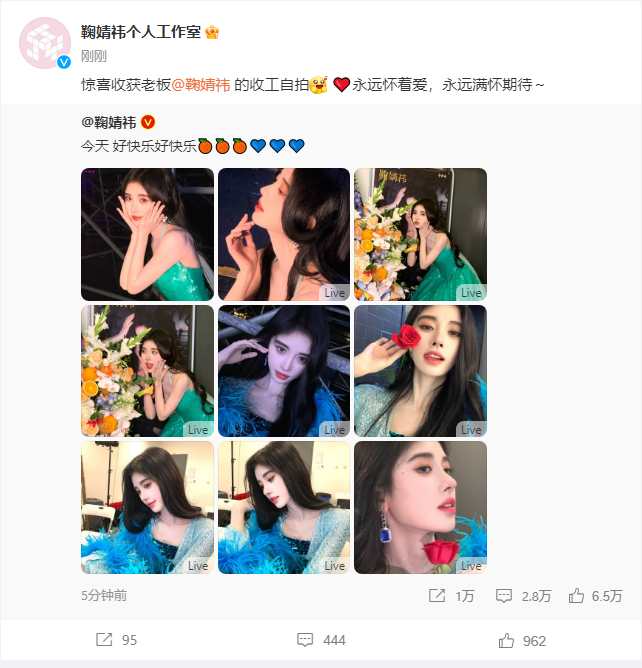 鞠婧祎个人工作室
刚刚
惊喜收获老板@鞠婧祎 的收工自拍🥰❤️永远怀着爱，永远满怀期待～
@鞠婧祎
今天 好快乐好快乐🍊🍊🍊💙💙💙
鞠婧祎
Live
Live
Live
Live
Live
Live
Live
Live
5分钟前
1万
2.8万
6.5万
95
444
962